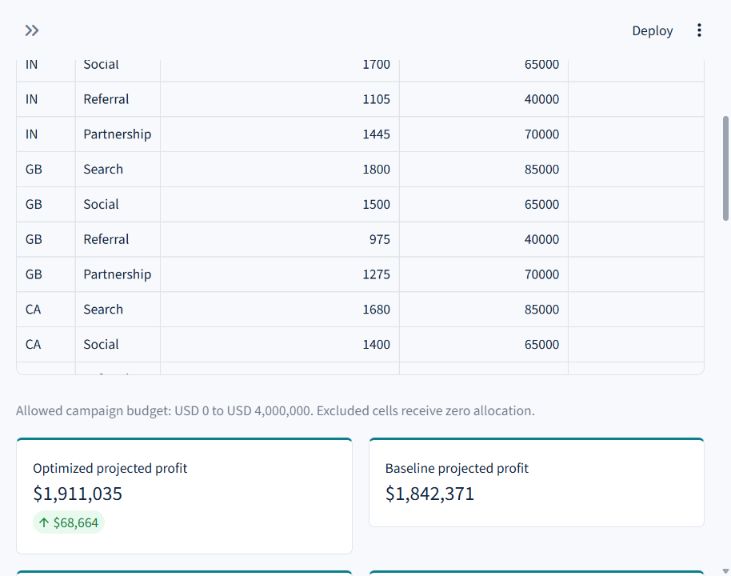 Deploy
IN Social 1700 65000
IN Referral 1105 40000
IN Partnership 1445 70000
GB Search 1800 85000
GB Social 1500 65000
GB Referral 975 40000
GB Partnership 1275 70000
CA Search 1680 85000
CA Social 1400 65000
Allowed campaign budget: USD 0 to USD 4,000,000. Excluded cells receive zero allocation.
Optimized projected profit
$1,911,035
↑ $68,664
Baseline projected profit
$1,842,371